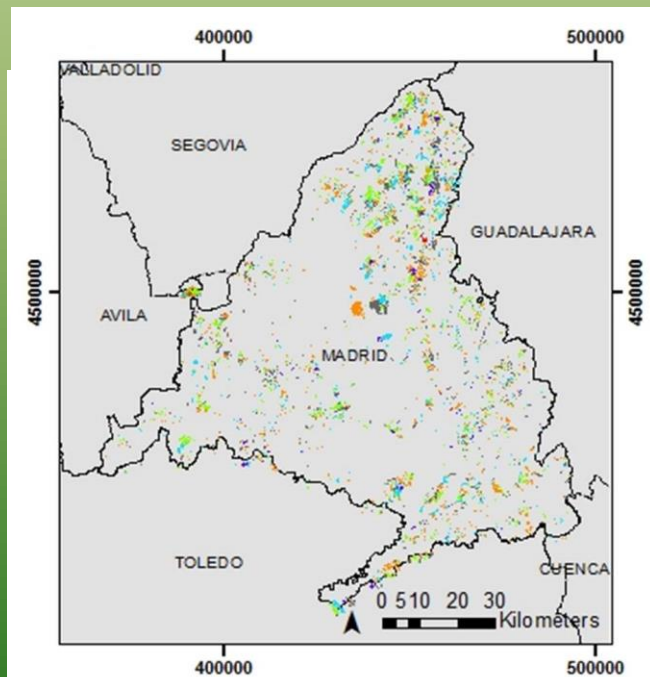 400000 500000
VALLADOLID
SEGOVIA
GUADALAJARA
4500000 4500000
AVILA
MADRID
TOLEDO
CUENCA
0 5 10 20 30
Kilometers
400000 500000